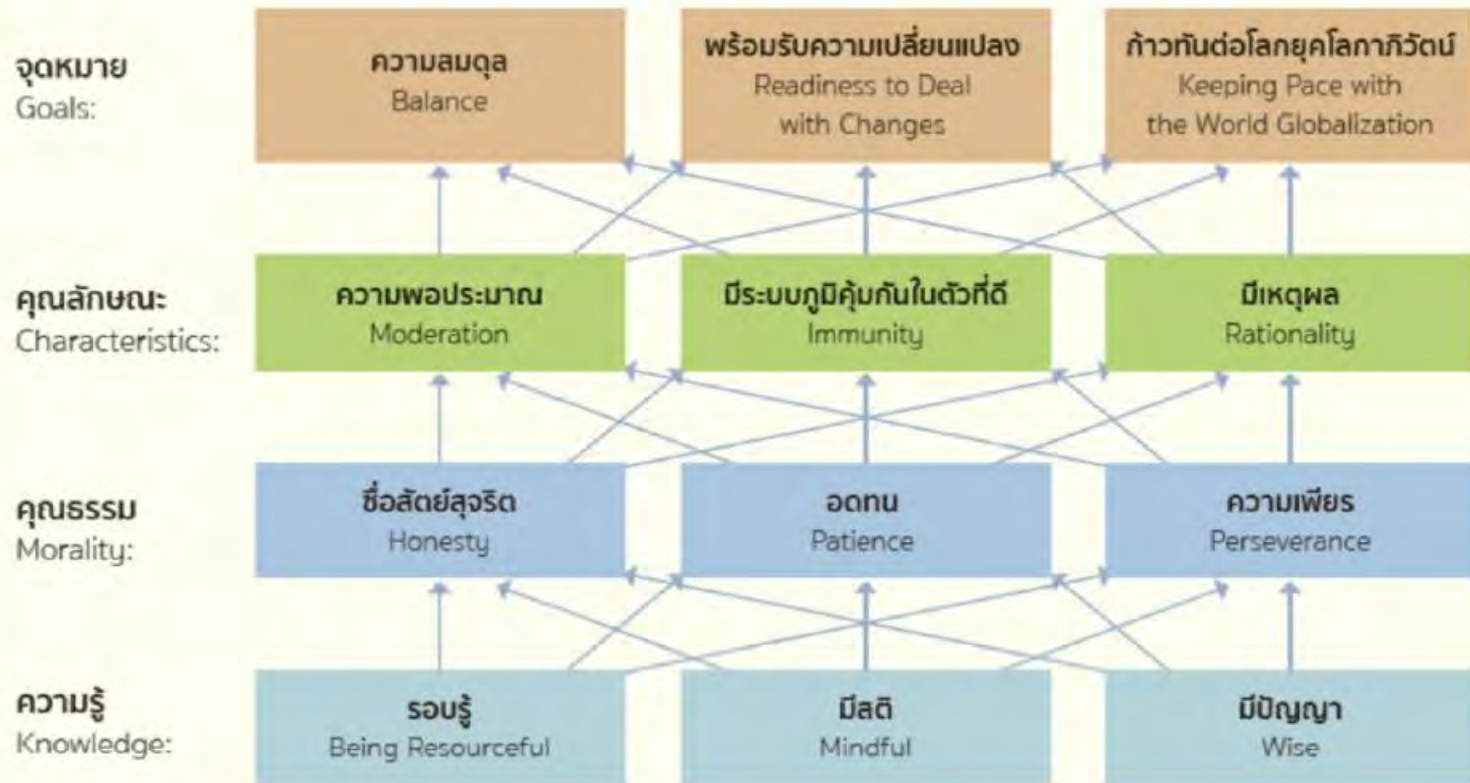 จุดหมาย
Goals:
ความสมดุล
Balance
พร้อมรับความเปลี่ยนแปลง
Readiness to Deal
with Changes
ก้าวทันต่อโลกยุคโลกาภิวัตน์
Keeping Pace with
the World Globalization
คุณลักษณะ
Characteristics:
ความพอประมาณ
Moderation
มีระบบภูมิคุ้มกันในตัวที่ดี
Immunity
มีเหตุผล
Rationality
คุณธรรม
Morality:
ซื่อสัตย์สุจริต
Honesty
อดทน
Patience
ความเพียร
Perseverance
ความรู้
Knowledge:
รอบรู้
Being Resourceful
มีสติ
Mindful
มีปัญญา
Wise